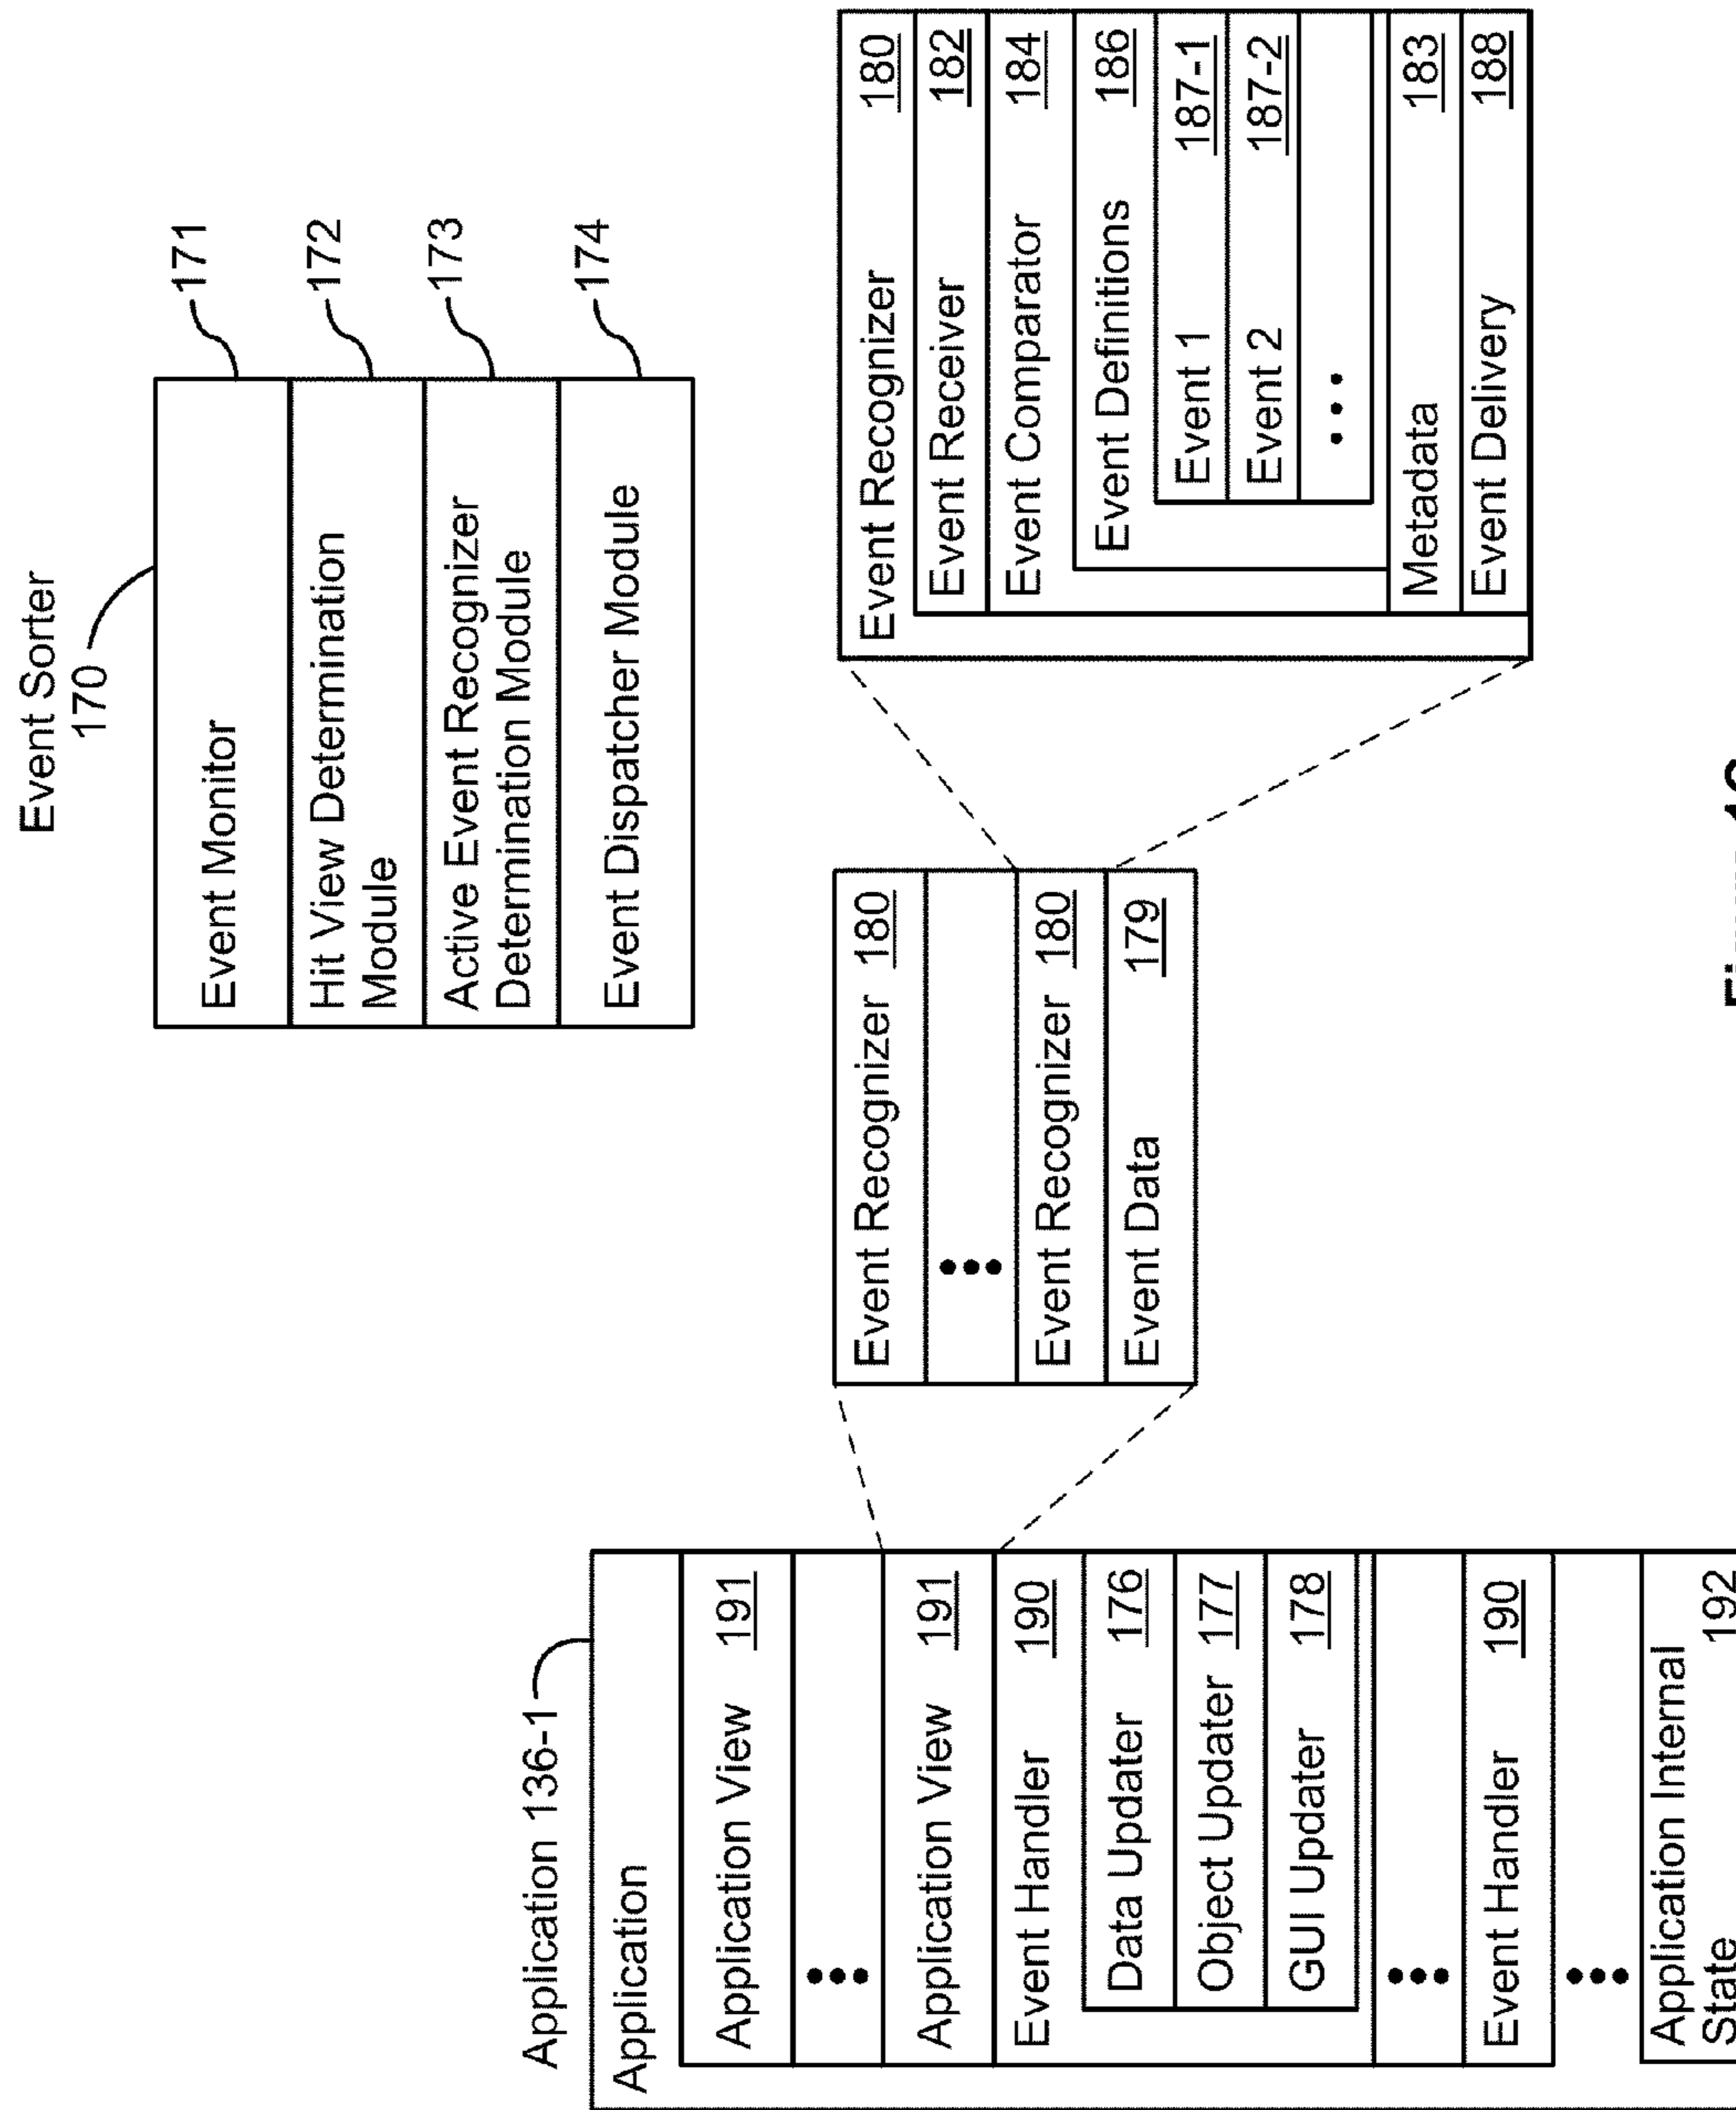 Event Sorter
170
Event Monitor
171
Hit View Determination
Module
172
Active Event Recognizer
Determination Module
173
Event Dispatcher Module
174
Application 136-1
Application
Application View 191
Application View 191
Event Handler 190
Data Updater 176
Object Updater 177
GUI Updater 178
Event Handler 190
Application Internal
State 192
Event Recognizer 180
Event Recognizer 180
Event Data 179
Event Recognizer 180
Event Receiver 182
Event Comparator 184
Event Definitions 186
Event 1 187-1
Event 2 187-2
Metadata 183
Event Delivery 188